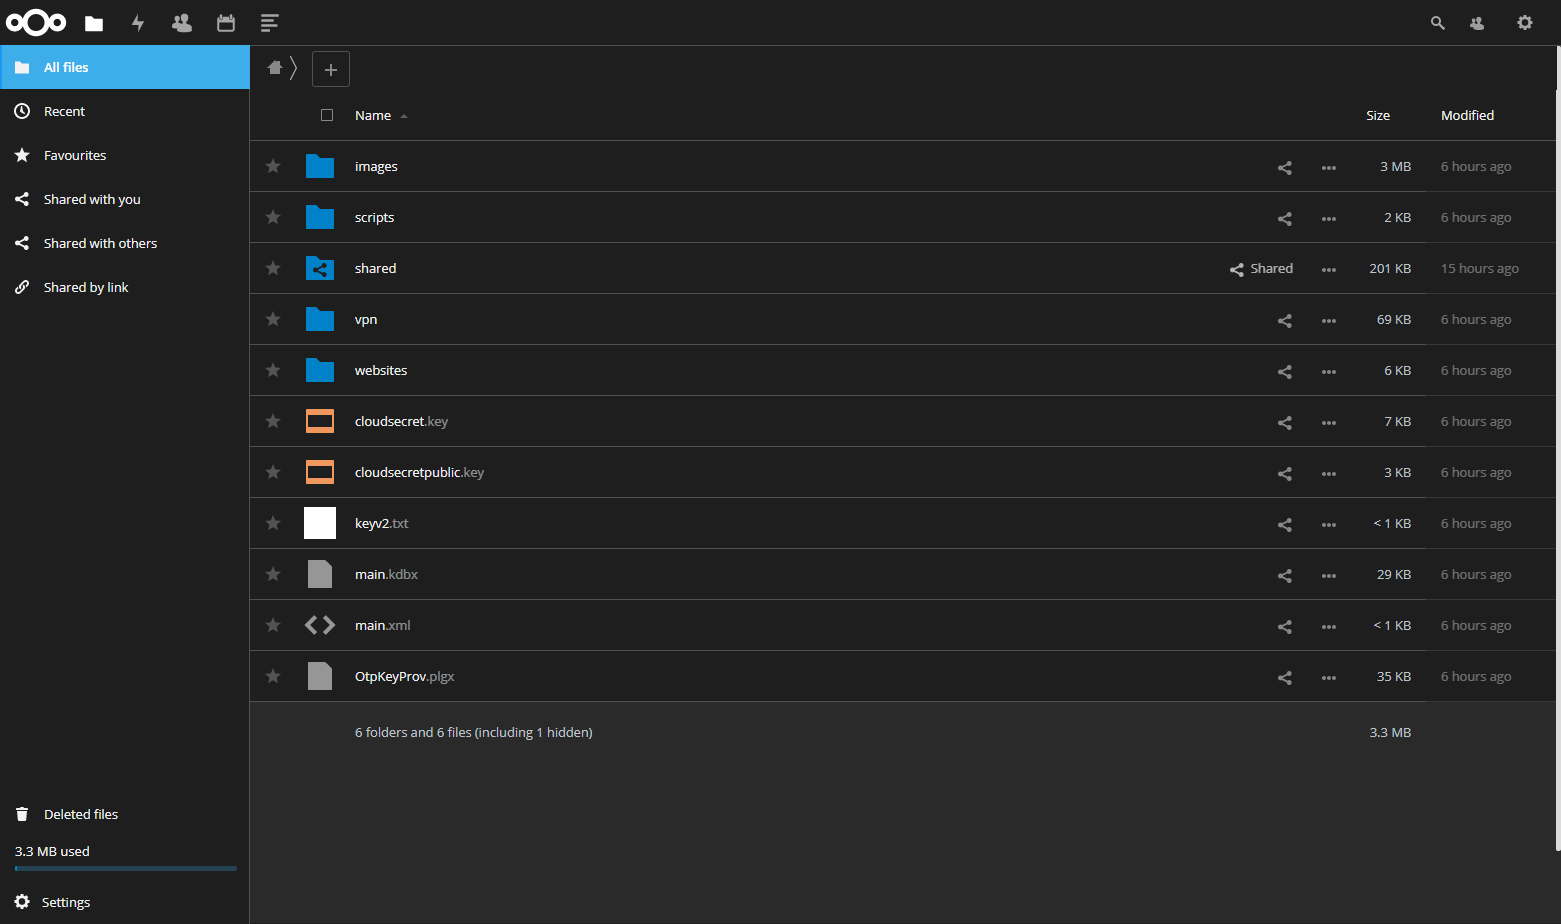 All files
Recent
Favourites
Shared with you
Shared with others
Shared by link
Deleted files
3.3 MB used
Settings
Name Size Modified
images 3 MB 6 hours ago
scripts 2 KB 6 hours ago
shared Shared 201 KB 15 hours ago
vpn 69 KB 6 hours ago
websites 6 KB 6 hours ago
cloudsecret.key 7 KB 6 hours ago
cloudsecretpublic.key 3 KB 6 hours ago
keyv2.txt < 1 KB 6 hours ago
main.kdbx 29 KB 6 hours ago
main.xml < 1 KB 6 hours ago
OtpKeyProv.plgx 35 KB 6 hours ago
6 folders and 6 files (including 1 hidden) 3.3 MB